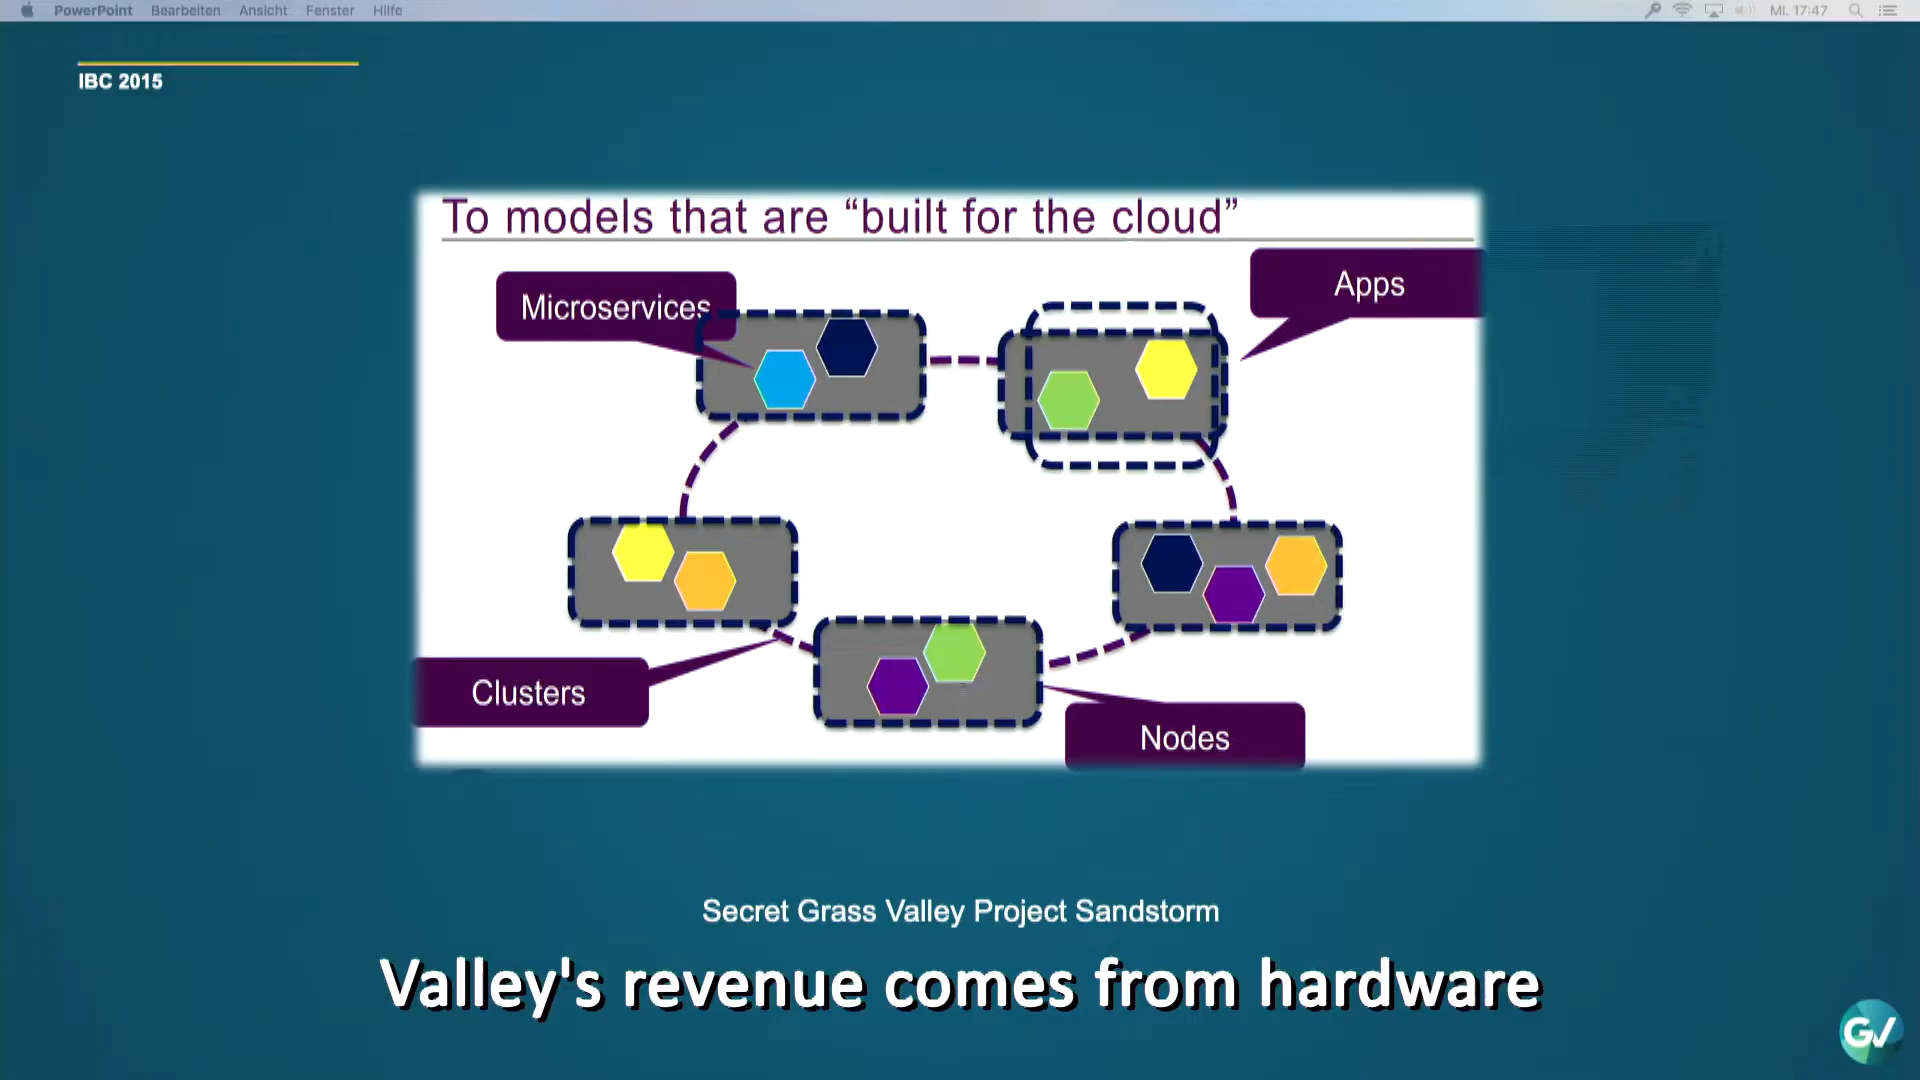 PowerPoint Bearbeiten Ansicht Fenster Hilfe
Mi. 17:47
IBC 2015
To models that are “built for the cloud”
Microservices
Apps
Clusters
Nodes
Secret Grass Valley Project Sandstorm
Valley's revenue comes from hardware
GV